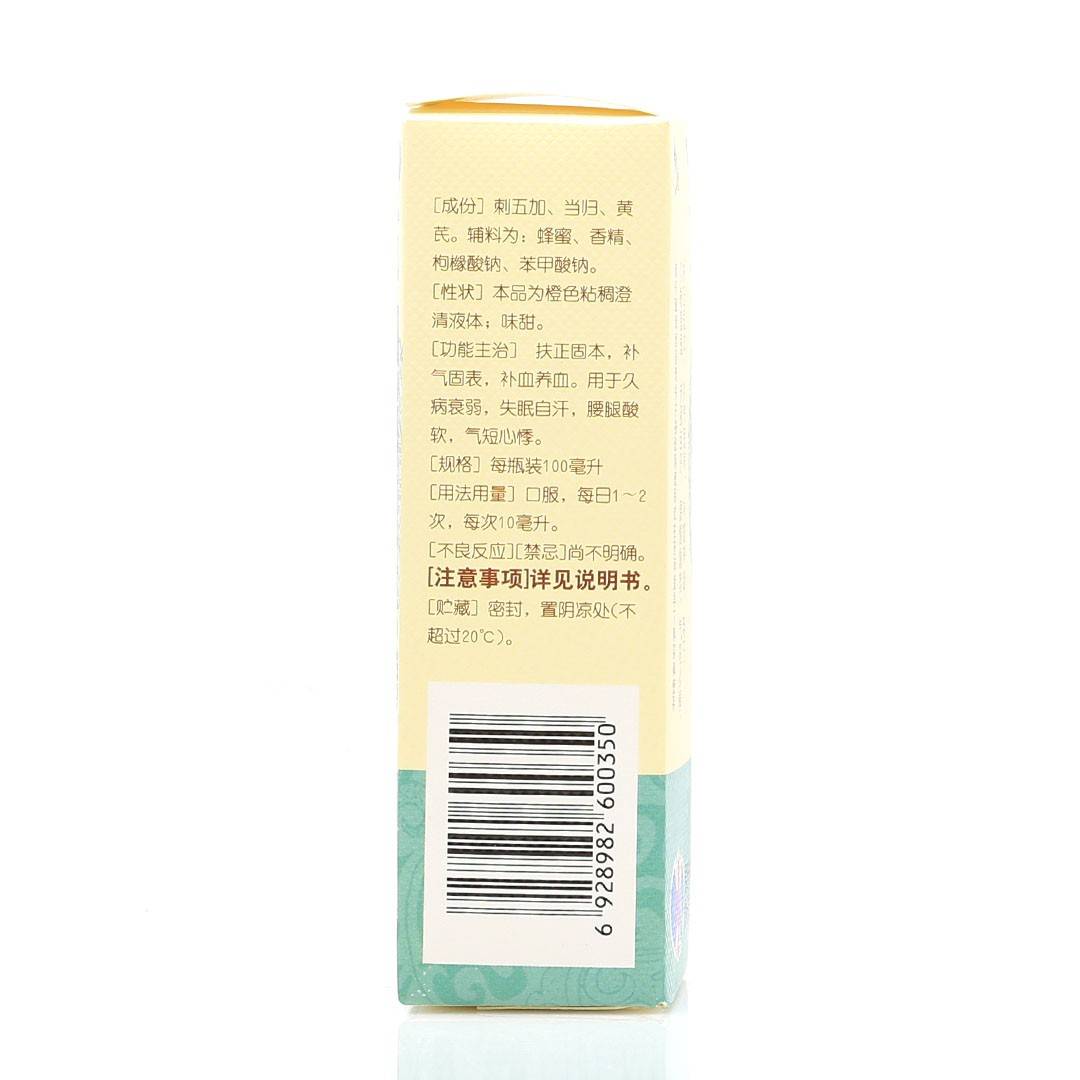 [成份] 刺五加、当归、黄
芪。辅料为：蜂蜜、香精、
枸橼酸钠、苯甲酸钠。
[性状] 本品为橙色粘稠澄
清液体；味甜。
[功能主治] 扶正固本，补
气固表，补血养血。用于久
病衰弱，失眠自汗，腰腿酸
软，气短心悸。
[规格] 每瓶装100毫升
[用法用量] 口服，每日1～2
次，每次10毫升。
[不良反应][禁忌]尚不明确。
[注意事项]详见说明书。
[贮藏] 密封，置阴凉处(不
超过20℃)。
6 928982 600350